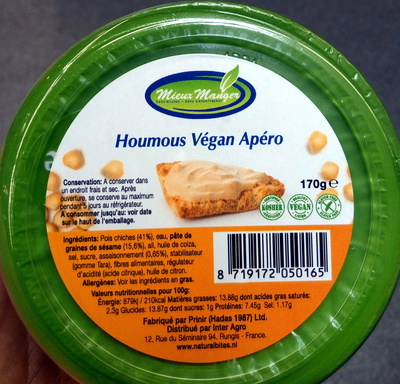 Mieux Manger
SANS GLUTEN - SANS CONSERVATEURS
Houmous Végan Apéro
Conservation: A conserver dans
un endroit frais et sec. Après
ouverture, se conserve au maximum
pendant 5 jours au réfrigérateur.
A consommer jusqu'au: voir date
sur le haut de l'emballage.
170g e
KOSHER
VEGAN
Ingrédients: Pois chiches (41%), eau, pâte de
graines de sésame (15,6%), ail, huile de coiza,
sel, sucre, assaisonnement (0,65%), stabilisateur
(gomme Tara), fibres alimentaires, régulateur
d'acidité (acide citrique), huile de citron.
Allergènes: Voir les ingrédients en gras.
8 719172 050165
Valeurs nutritionnelles pour 100g:
Énergie: 879kj / 210kcal Matières grasses: 13.88g dont acides gras saturés:
2.3g Glucides: 13.87g dont sucres: 1g Protéines: 7.45g Sel: 1.17g
Fabriqué par Prinir (Hadas 1987) Ltd.
Distribué par Inter Agro
12, Rue du Séminaire 94. Rungis - France.
www.naturalbites.nl